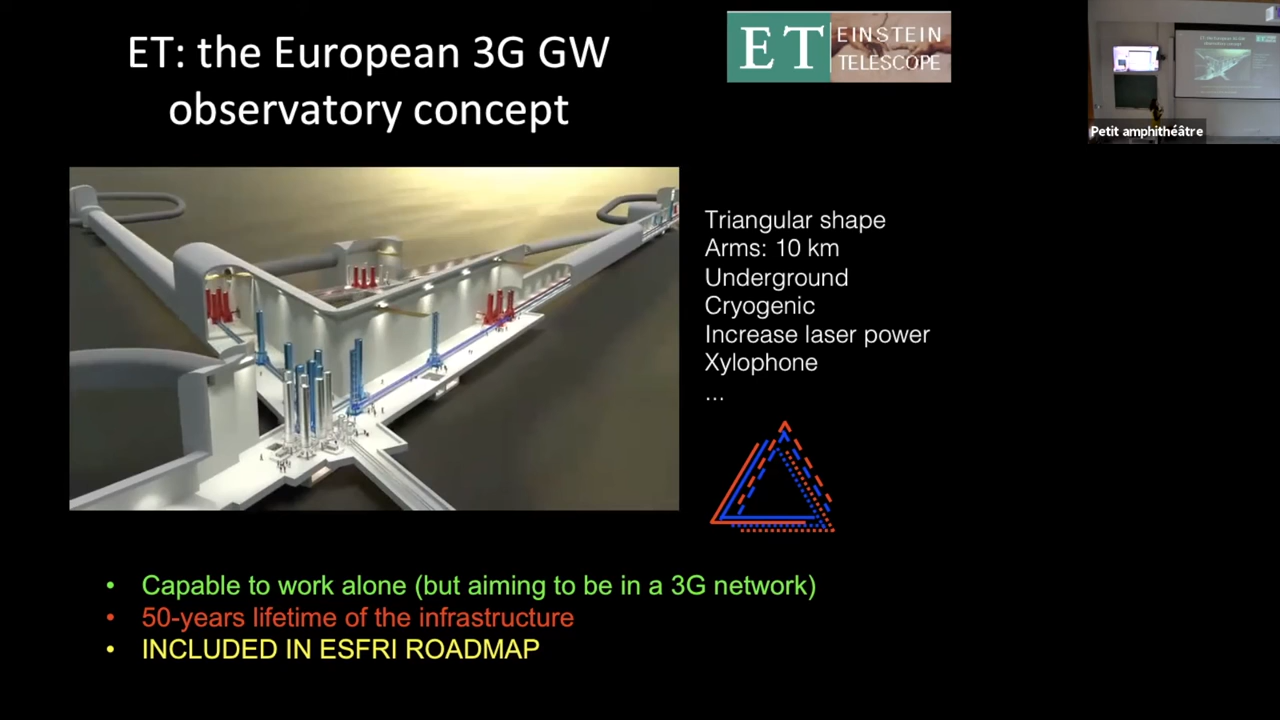 ET: the European 3G GW
observatory concept
ET EINSTEIN
TELESCOPE
Petit amphithéâtre
Triangular shape
Arms: 10 km
Underground
Cryogenic
Increase laser power
Xylophone
...
• Capable to work alone (but aiming to be in a 3G network)
• 50-years lifetime of the infrastructure
• INCLUDED IN ESFRI ROADMAP